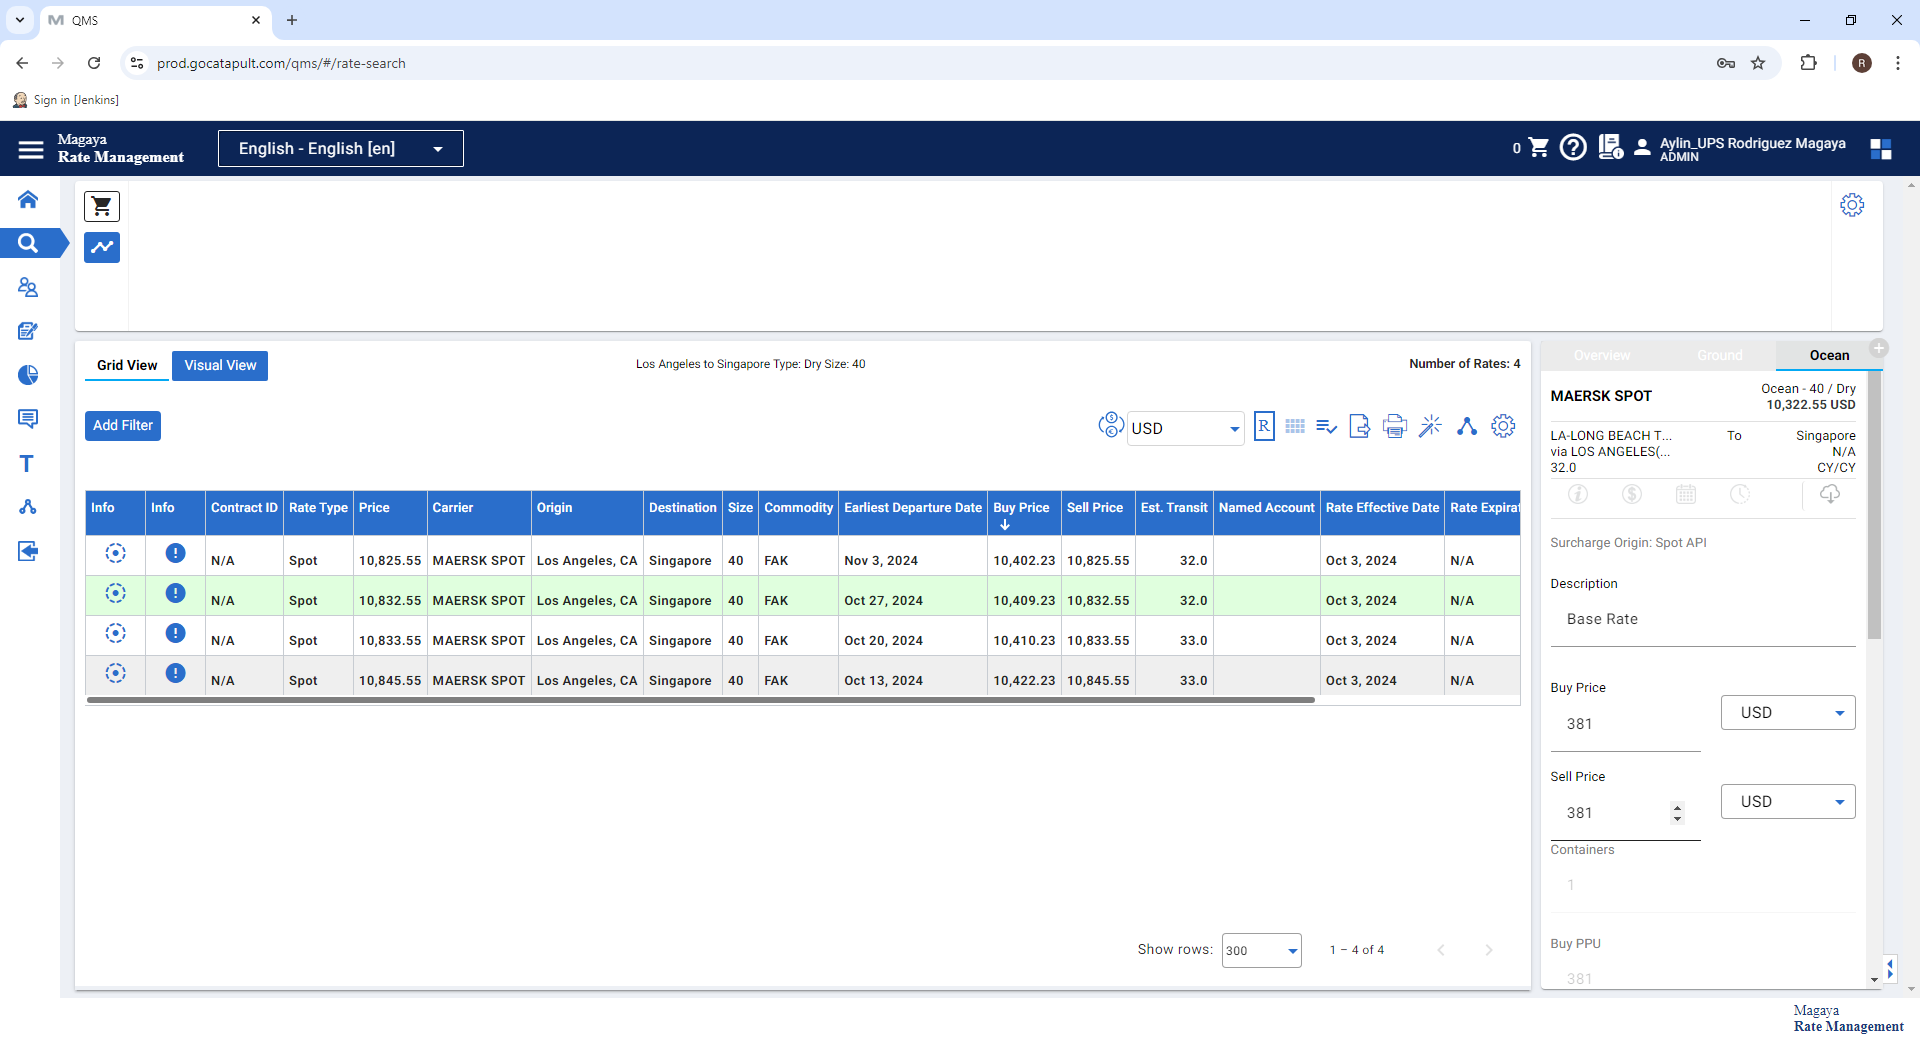 QMS
prod.gocatapult.com/qms/#/rate-search
R
Sign in [Jenkins]
Magaya
Rate Management
English - English [en]
0
Aylin_UPS Rodriguez Magaya
ADMIN
Grid View
Visual View
Los Angeles to Singapore Type: Dry Size: 40
Number of Rates: 4
Add Filter
USD
R
Info Info Contract ID Rate Type Price Carrier Origin Destination Size Commodity Earliest Departure Date Buy Price Sell Price Est. Transit Named Account Rate Effective Date Rate Expirat
N/A Spot 10,825.55 MAERSK SPOT Los Angeles, CA Singapore 40 FAK Nov 3, 2024 10,402.23 10,825.55 32.0 Oct 3, 2024 N/A
N/A Spot 10,832.55 MAERSK SPOT Los Angeles, CA Singapore 40 FAK Oct 27, 2024 10,409.23 10,832.55 32.0 Oct 3, 2024 N/A
N/A Spot 10,833.55 MAERSK SPOT Los Angeles, CA Singapore 40 FAK Oct 20, 2024 10,410.23 10,833.55 33.0 Oct 3, 2024 N/A
N/A Spot 10,845.55 MAERSK SPOT Los Angeles, CA Singapore 40 FAK Oct 13, 2024 10,422.23 10,845.55 33.0 Oct 3, 2024 N/A
Show rows: 300 1 – 4 of 4
Overview Ground Ocean
MAERSK SPOT
Ocean - 40 / Dry
10,322.55 USD
LA-LONG BEACH T... To Singapore
via LOS ANGELES(... N/A
32.0 CY/CY
Surcharge Origin: Spot API
Description
Base Rate
Buy Price
381 USD
Sell Price
381 USD
Containers
1
Buy PPU
381
Magaya
Rate Management